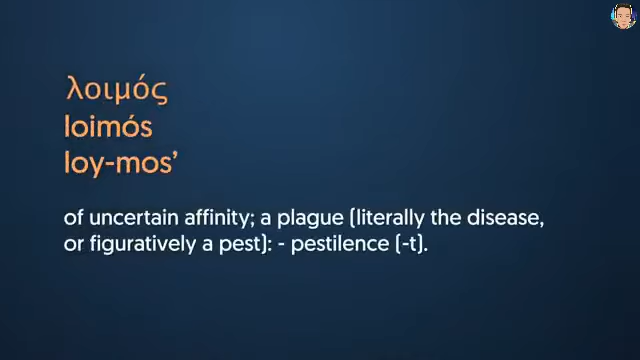 λοιμός
loimós
loy-mos’
of uncertain affinity; a plague (literally the disease,
or figuratively a pest): - pestilence (-t).